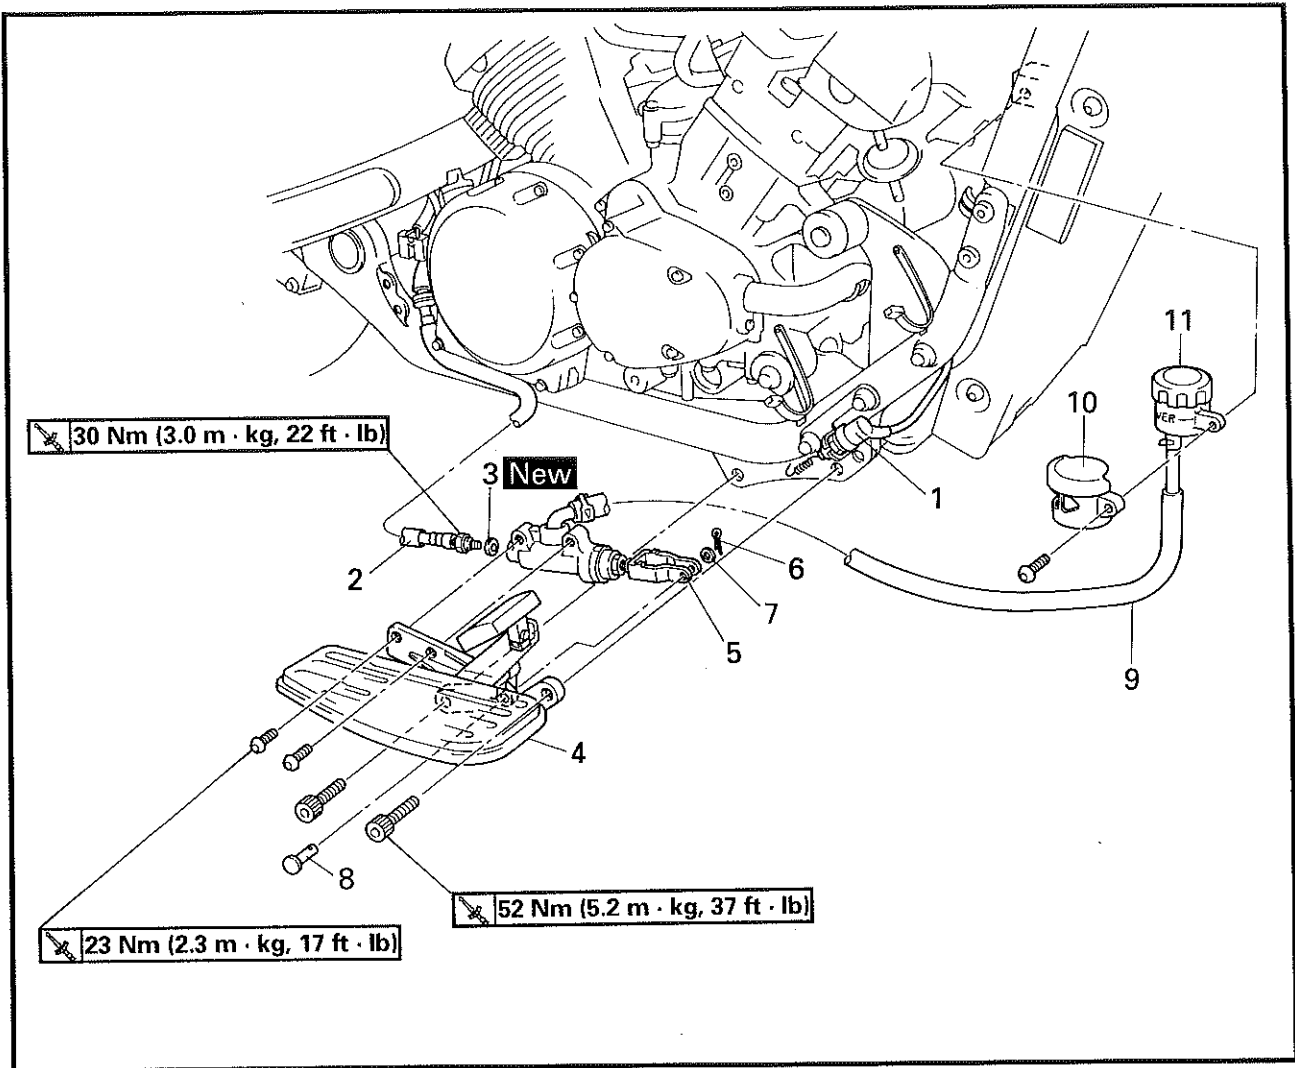 11
10
30 Nm (3.0 m · kg, 22 ft · lb)
3 New
VER
1
2
6
7
5
9
4
8
52 Nm (5.2 m · kg, 37 ft · lb)
23 Nm (2.3 m · kg, 17 ft · lb)